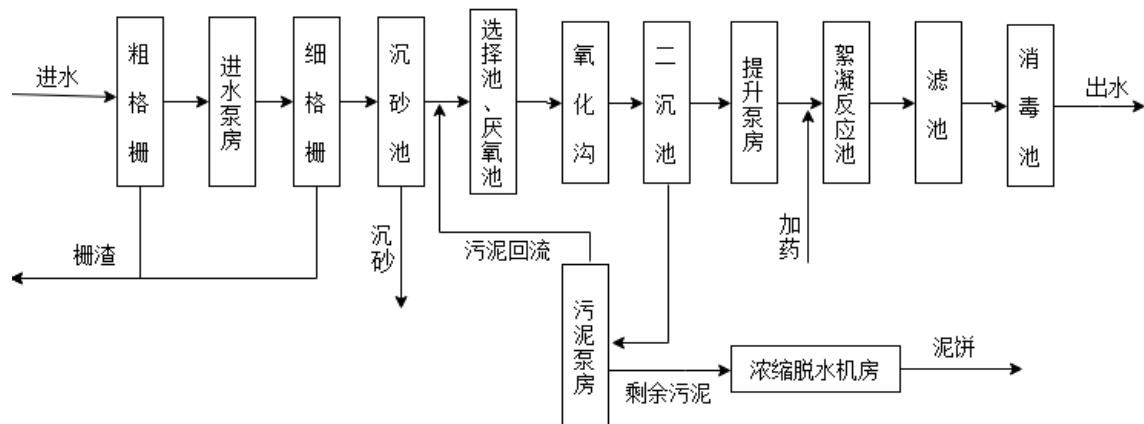 进水
粗格栅
进水泵房
细格栅
沉砂池
选择池、厌氧池
氧化沟
二沉池
提升泵房
絮凝反应池
滤池
消毒池
出水
栅渣
沉砂
污泥回流
加药
污泥泵房
剩余污泥
浓缩脱水机房
泥饼